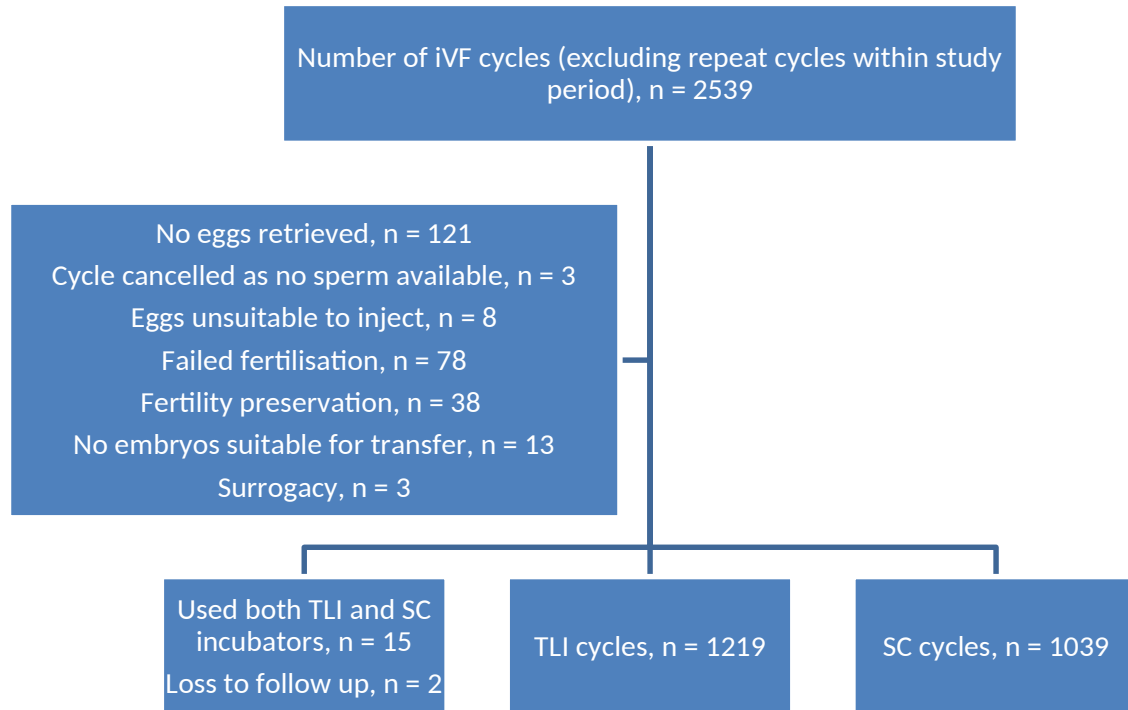 Number of iVF cycles (excluding repeat cycles within study
period), n = 2539
No eggs retrieved, n = 121
Cycle cancelled as no sperm available, n = 3
Eggs unsuitable to inject, n = 8
Failed fertilisation, n = 78
Fertility preservation, n = 38
No embryos suitable for transfer, n = 13
Surrogacy, n = 3
Used both TLI and SC
incubators, n = 15
Loss to follow up, n = 2
TLI cycles, n = 1219
SC cycles, n = 1039